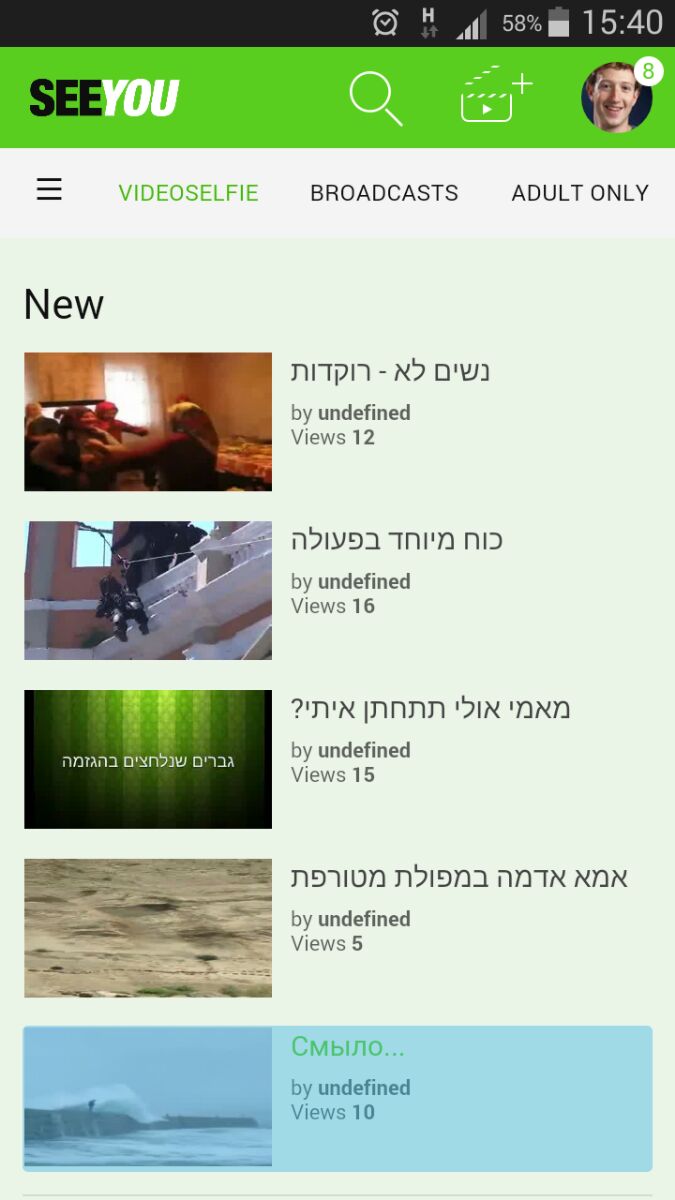 H 58% 15:40
SEEYOU
8
VIDEOSELFIE BROADCASTS ADULT ONLY
New
נשים לא - רוקדות
by undefined
Views 12
כוח מיוחד בפעולה
by undefined
Views 16
מאמי אולי תתחתן איתי?
by undefined
Views 15
גברים שנלחצים בהגזמה
אמא אדמה במפולת מטורפת
by undefined
Views 5
Смыло...
by undefined
Views 10